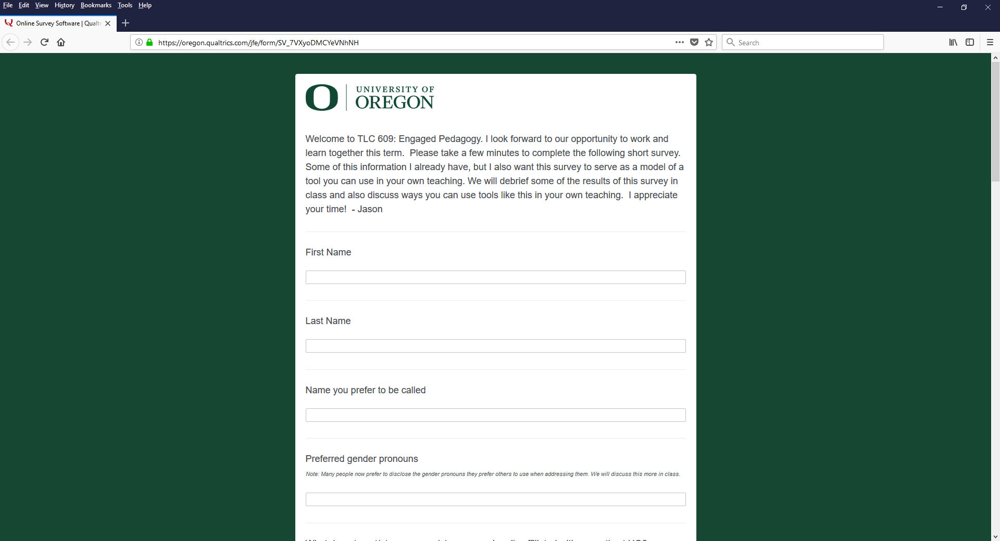 File Edit View History Bookmarks Tools Help
Online Survey Software | Qualtr
https://oregon.qualtrics.com/jfe/form/SV_7VXyoDMCYeVNhNH
Search
UNIVERSITY OF
OREGON
Welcome to TLC 609: Engaged Pedagogy. I look forward to our opportunity to work and
learn together this term.  Please take a few minutes to complete the following short survey.
Some of this information I already have, but I also want this survey to serve as a model of a
tool you can use in your own teaching. We will debrief some of the results of this survey in
class and also discuss ways you can use tools like this in your own teaching.  I appreciate
your time!  - Jason
First Name
Last Name
Name you prefer to be called
Preferred gender pronouns
Note: Many people now prefer to disclose the gender pronouns they prefer others to use when addressing them. We will discuss this more in class.